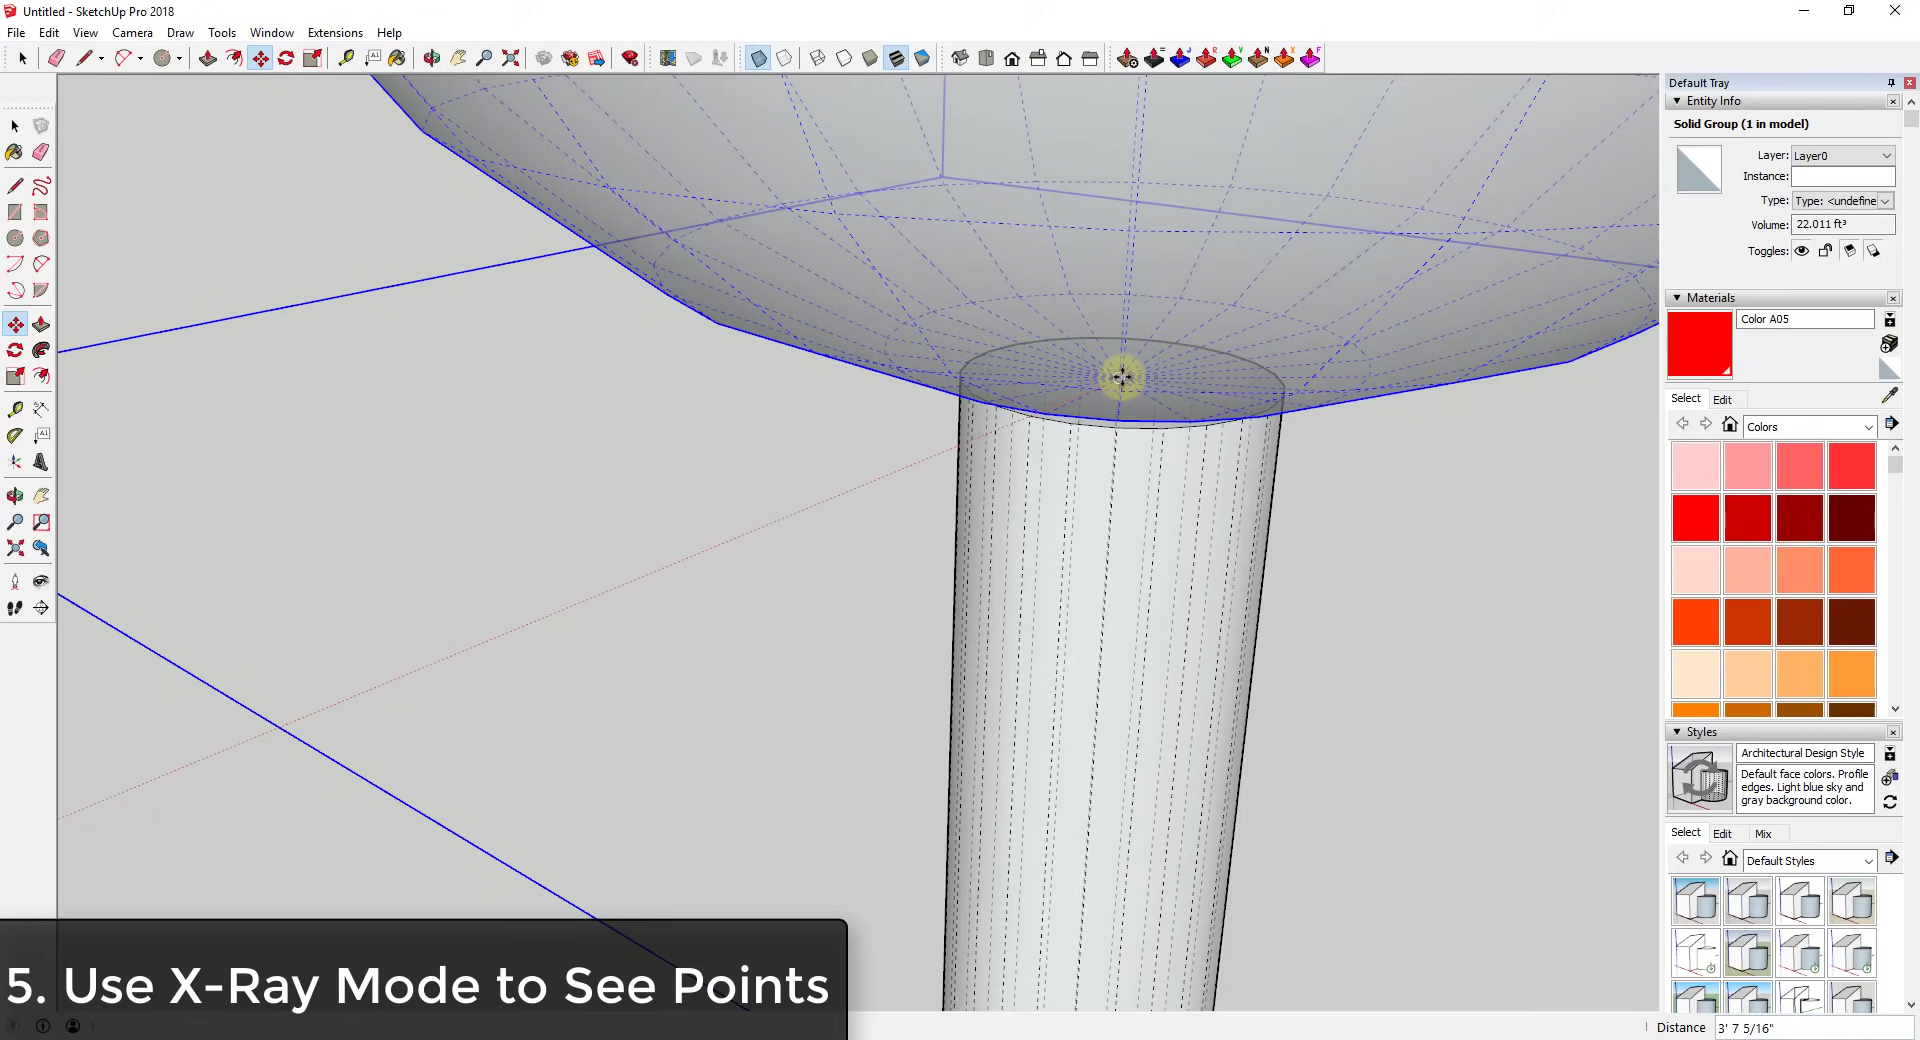 Untitled - SketchUp Pro 2018
File Edit View Camera Draw Tools Window Extensions Help
Default Tray
Entity Info
Solid Group (1 in model)
Layer: Layer0
Instance:
Type: Type: <undefine
Volume: 22.011 ft³
Toggles:
Materials
Color A05
Select Edit
Colors
Styles
Architectural Design Style
Default face colors. Profile
edges. Light blue sky and
gray background color.
Select Edit Mix
Default Styles
5. Use X-Ray Mode to See Points
Distance 3' 7 5/16"